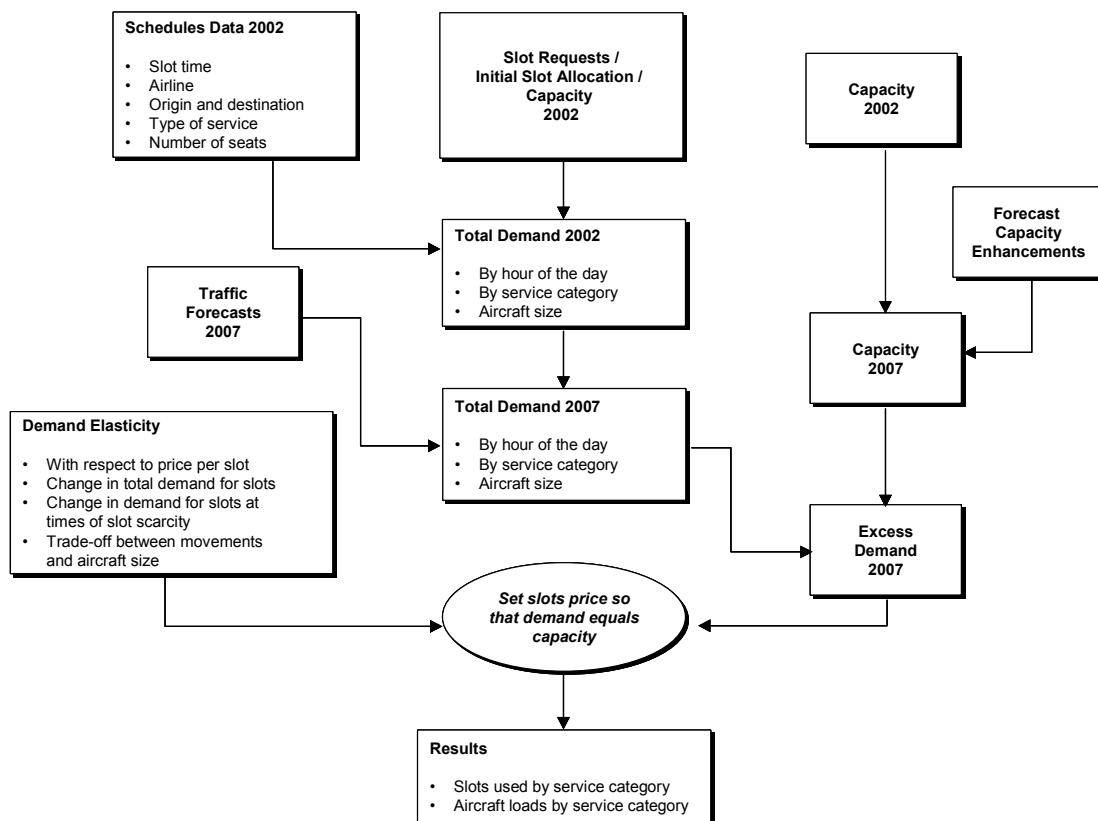 Schedules Data 2002
• Slot time
• Airline
• Origin and destination
• Type of service
• Number of seats
Slot Requests /
Initial Slot Allocation /
Capacity
2002
Capacity
2002
Forecast
Capacity
Enhancements
Total Demand 2002
• By hour of the day
• By service category
• Aircraft size
Traffic
Forecasts
2007
Capacity
2007
Total Demand 2007
• By hour of the day
• By service category
• Aircraft size
Demand Elasticity
• With respect to price per slot
• Change in total demand for slots
• Change in demand for slots at
times of slot scarcity
• Trade-off between movements
and aircraft size
Excess
Demand
2007
Set slots price so
that demand equals
capacity
Results
• Slots used by service category
• Aircraft loads by service category